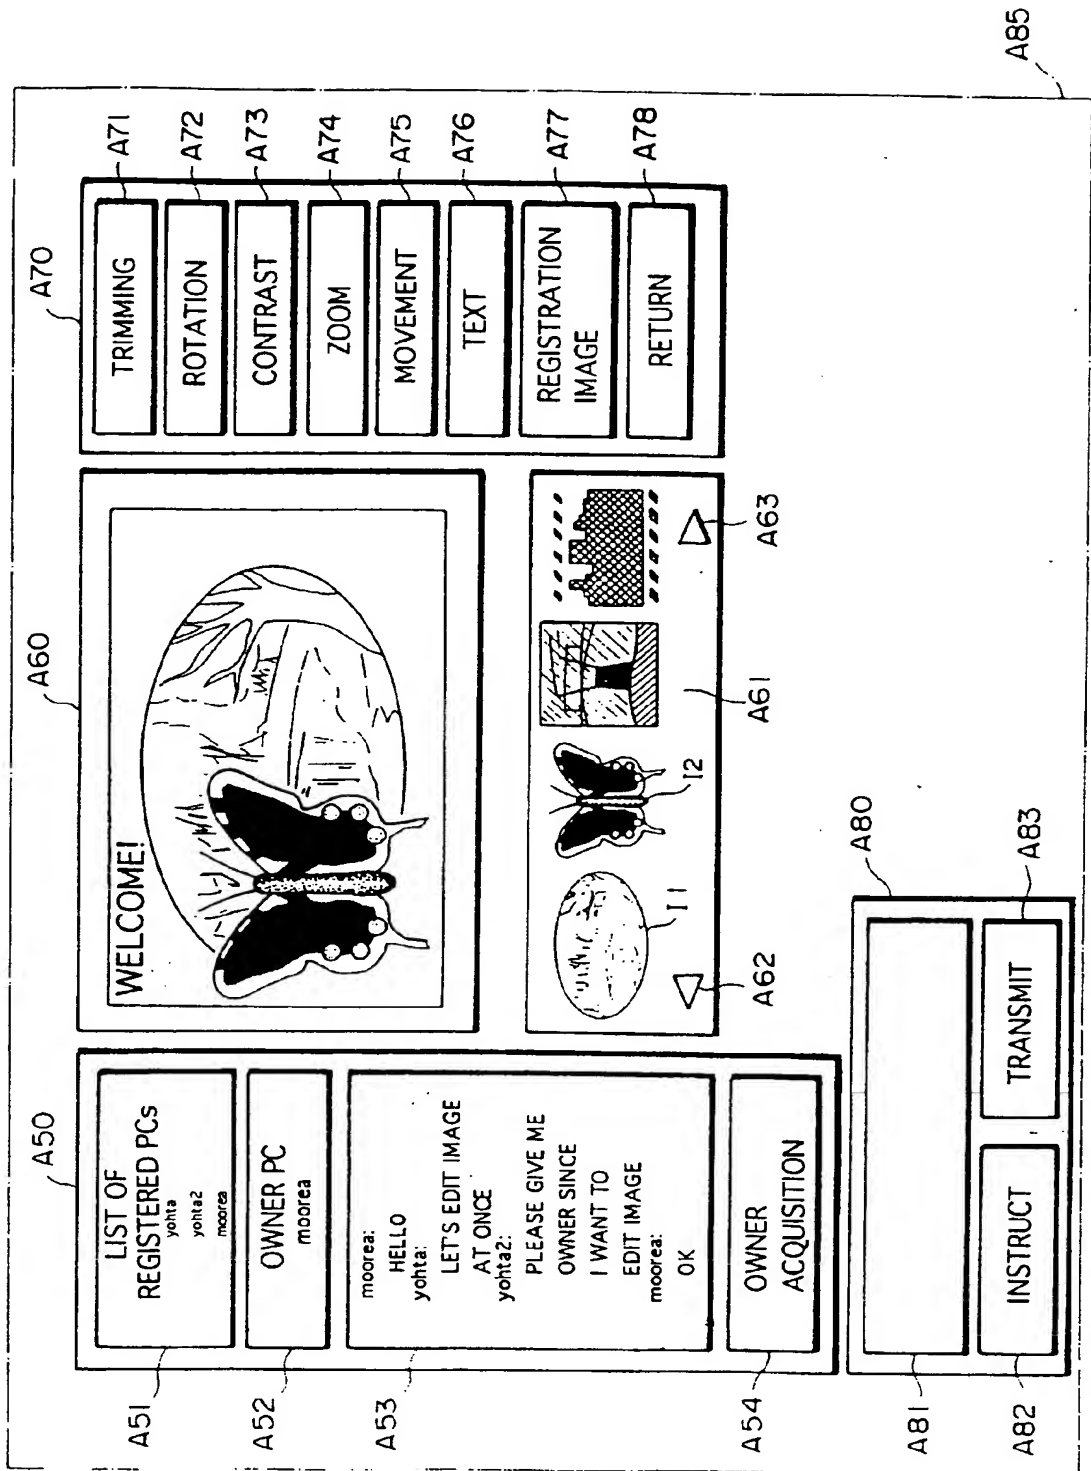 A50
A51
LIST OF
REGISTERED PCs
yohta
yohta2
moorea
A52
OWNER PC
moorea
A53
moorea:
HELLO
yohta:
LET'S EDIT IMAGE
AT ONCE
yohta2:
PLEASE GIVE ME
OWNER SINCE
I WANT TO
EDIT IMAGE
moorea:
OK
A54
OWNER
ACQUISITION
A60
WELCOME!
A62
I1
I2
A61
A63
A70
TRIMMING
A71
ROTATION
A72
CONTRAST
A73
ZOOM
A74
MOVEMENT
A75
TEXT
A76
REGISTRATION
IMAGE
A77
RETURN
A78
A80
A81
A82
INSTRUCT
TRANSMIT
A83
A85